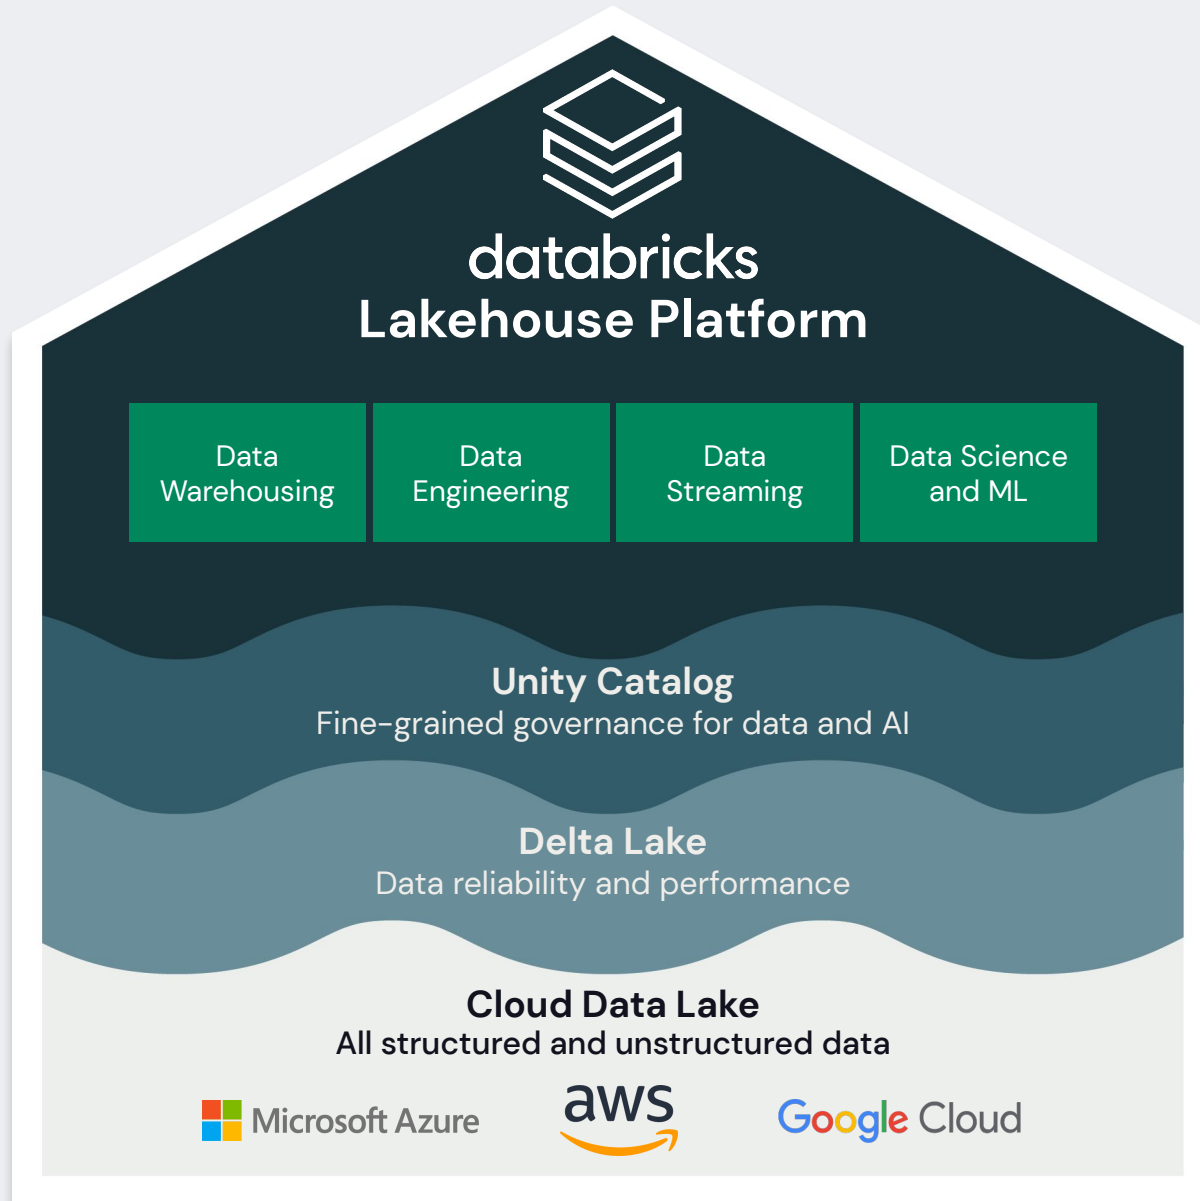 databricks
Lakehouse Platform
Data
Warehousing
Data
Engineering
Data
Streaming
Data Science
and ML
Unity Catalog
Fine-grained governance for data and AI
Delta Lake
Data reliability and performance
Cloud Data Lake
All structured and unstructured data
Microsoft Azure
aws
Google Cloud